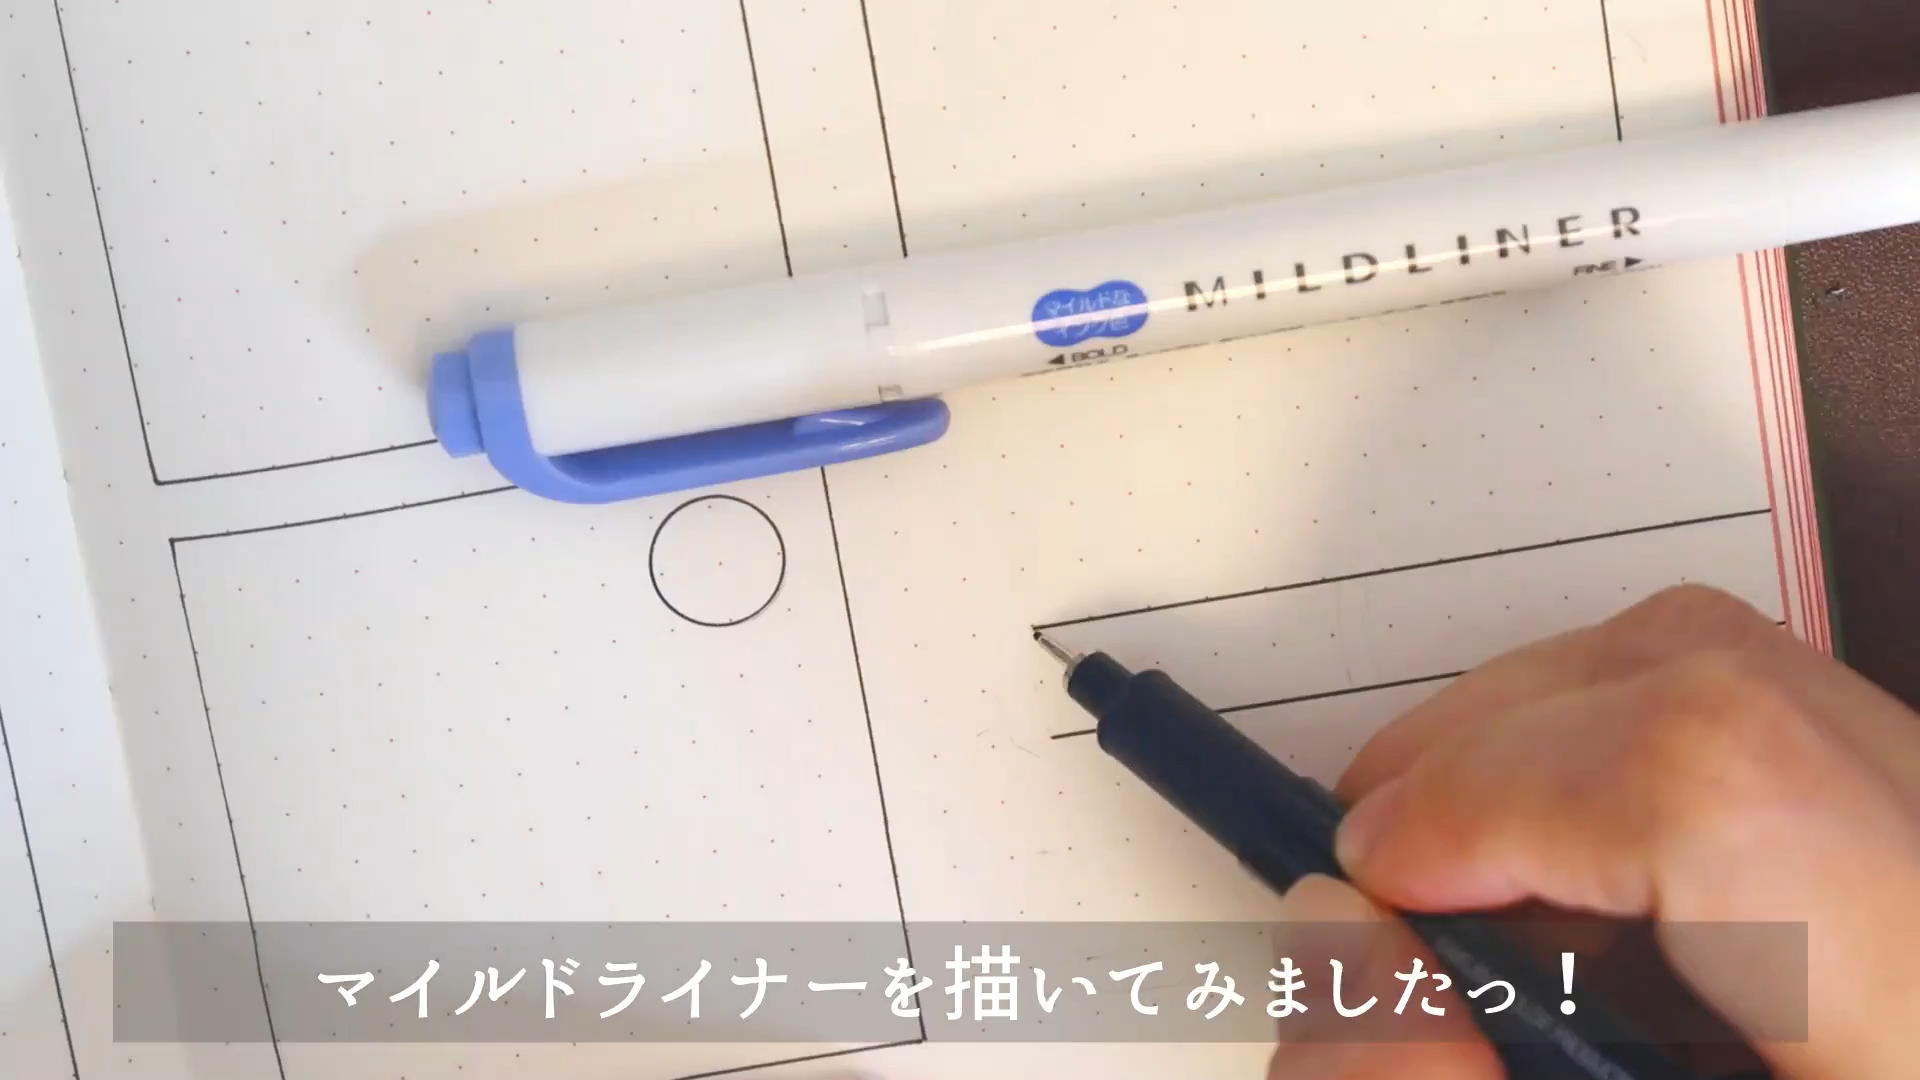 MILDLINER
FINE ▶
マイルドな
インク色
◀ BOLD
マイルドライナーを描いてみましたっ！